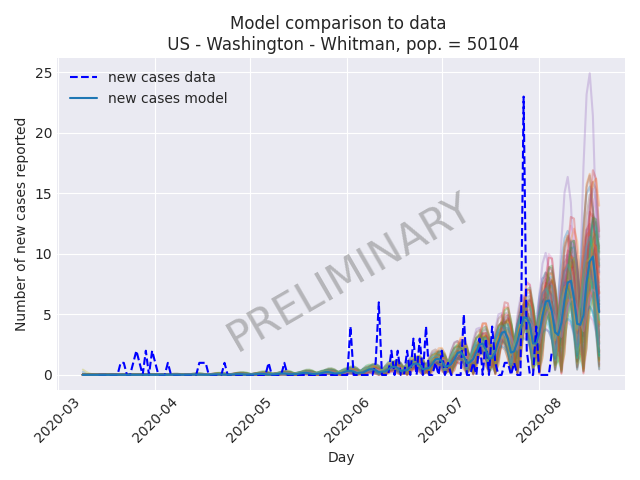 Model comparison to data
US - Washington - Whitman, pop. = 50104
new cases data
new cases model
PRELIMINARY
Number of new cases reported
25
20
15
10
5
0
2020-03
2020-04
2020-05
2020-06
2020-07
2020-08
Day